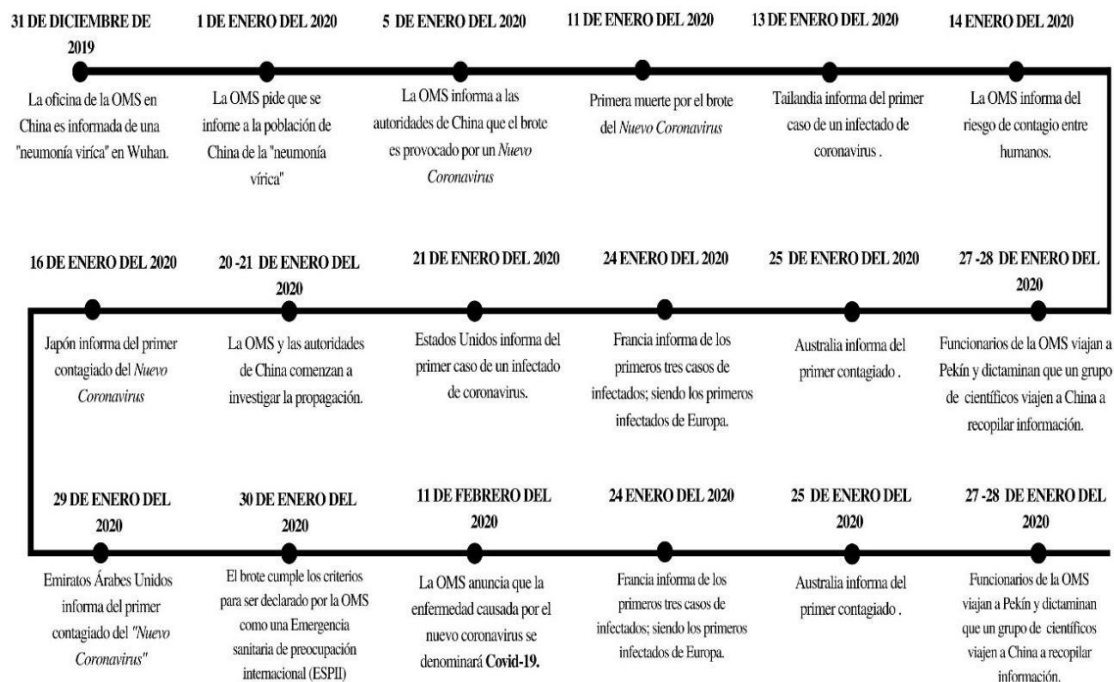 31 DE DICIEMBRE DE
2019
La oficina de la OMS en
China es informada de una
"neumonía viríca" en Wuhan.
1 DE ENERO DEL 2020
La OMS pide que se
informe a la población de
China de la "neumonía
vírica"
5 DE ENERO DEL 2020
La OMS informa a las
autoridades de China que el brote
es provocado por un Nuevo
Coronavirus
11 DE ENERO DEL 2020
Primera muerte por el brote
del Nuevo Coronavirus
13 DE ENERO DEL 2020
Tailandia informa del primer
caso de un infectado de
coronavirus .
14 ENERO DEL 2020
La OMS informa del
riesgo de contagio entre
humanos.
16 DE ENERO DEL 2020
Japón informa del primer
contagiado del Nuevo
Coronavirus
20 -21 DE ENERO DEL
2020
La OMS y las autoridades
de China comenzan a
investigar la propagación.
21 DE ENERO DEL 2020
Estados Unidos informa del
primer caso de un infectado
de coronavirus.
24 ENERO DEL 2020
Francia informa de los
primeros tres casos de
infectados; siendo los primeros
infectados de Europa.
25 DE ENERO DEL 2020
Australia informa del
primer contagiado .
27 -28 DE ENERO DEL
2020
Funcionarios de la OMS viajan a
Pekín y dictaminan que un grupo
de científicos viajen a China a
recopilar información.
29 DE ENERO DEL
2020
Emiratos Árabes Unidos
informa del primer
contagiado del "Nuevo
Coronavirus"
30 DE ENERO DEL
2020
El brote cumple los criterios
para ser declarado por la OMS
como una Emergencia
sanitaria de preocupación
internacional (ESPII)
11 DE FEBRERO DEL
2020
La OMS anuncia que la
enfermedad causada por el
nuevo coronavirus se
denominará Covid-19.
24 ENERO DEL 2020
Francia informa de los
primeros tres casos de
infectados; siendo los primeros
infectados de Europa.
25 DE ENERO DEL
2020
Australia informa del
primer contagiado .
27 -28 DE ENERO DEL
2020
Funcionarios de la OMS
viajan a Pekín y dictaminan
que un grupo de científicos
viajen a China a recopilar
información.